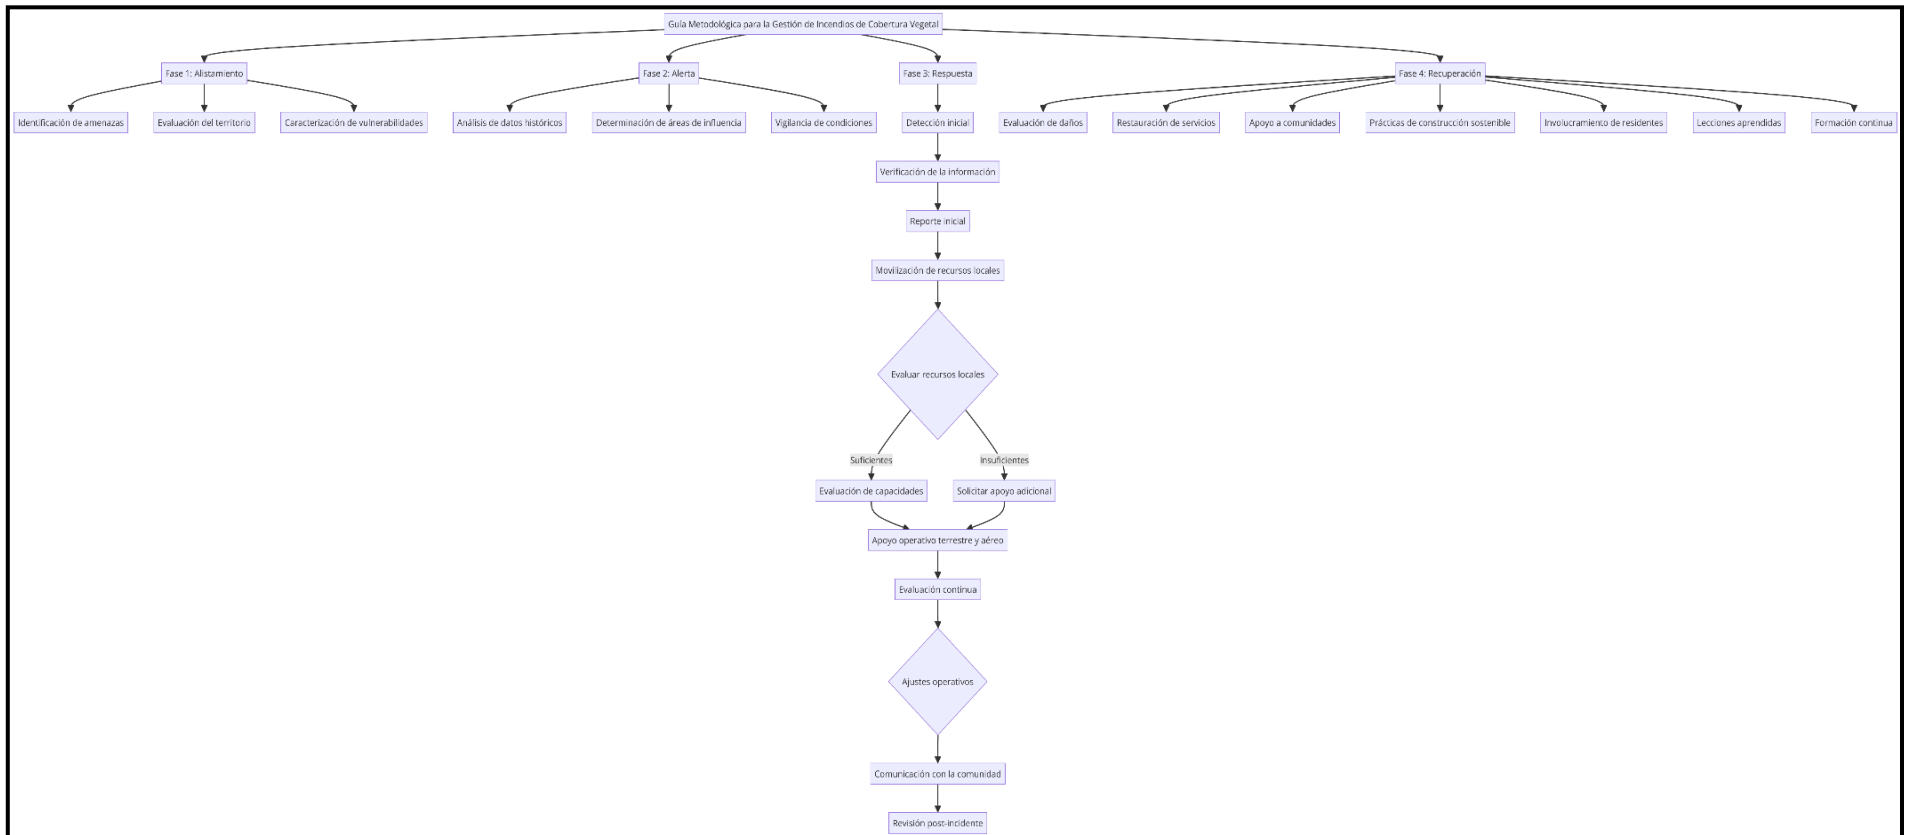 Guía Metodológica para la Gestión de Incendios de Cobertura Vegetal
Fase 1: Alistamiento
Fase 2: Alerta
Fase 3: Respuesta
Fase 4: Recuperación
Identificación de amenazas
Evaluación del territorio
Caracterización de vulnerabilidades
Análisis de datos históricos
Determinación de áreas de influencia
Vigilancia de condiciones
Detección inicial
Evaluación de daños
Restauración de servicios
Apoyo a comunidades
Prácticas de construcción sostenible
Involucramiento de residentes
Lecciones aprendidas
Formación continua
Verificación de la información
Reporte inicial
Movilización de recursos locales
Evaluar recursos locales
Suficientes
Insuficientes
Evaluación de capacidades
Solicitar apoyo adicional
Apoyo operativo terrestre y aéreo
Evaluación continua
Ajustes operativos
Comunicación con la comunidad
Revisión post-incidente